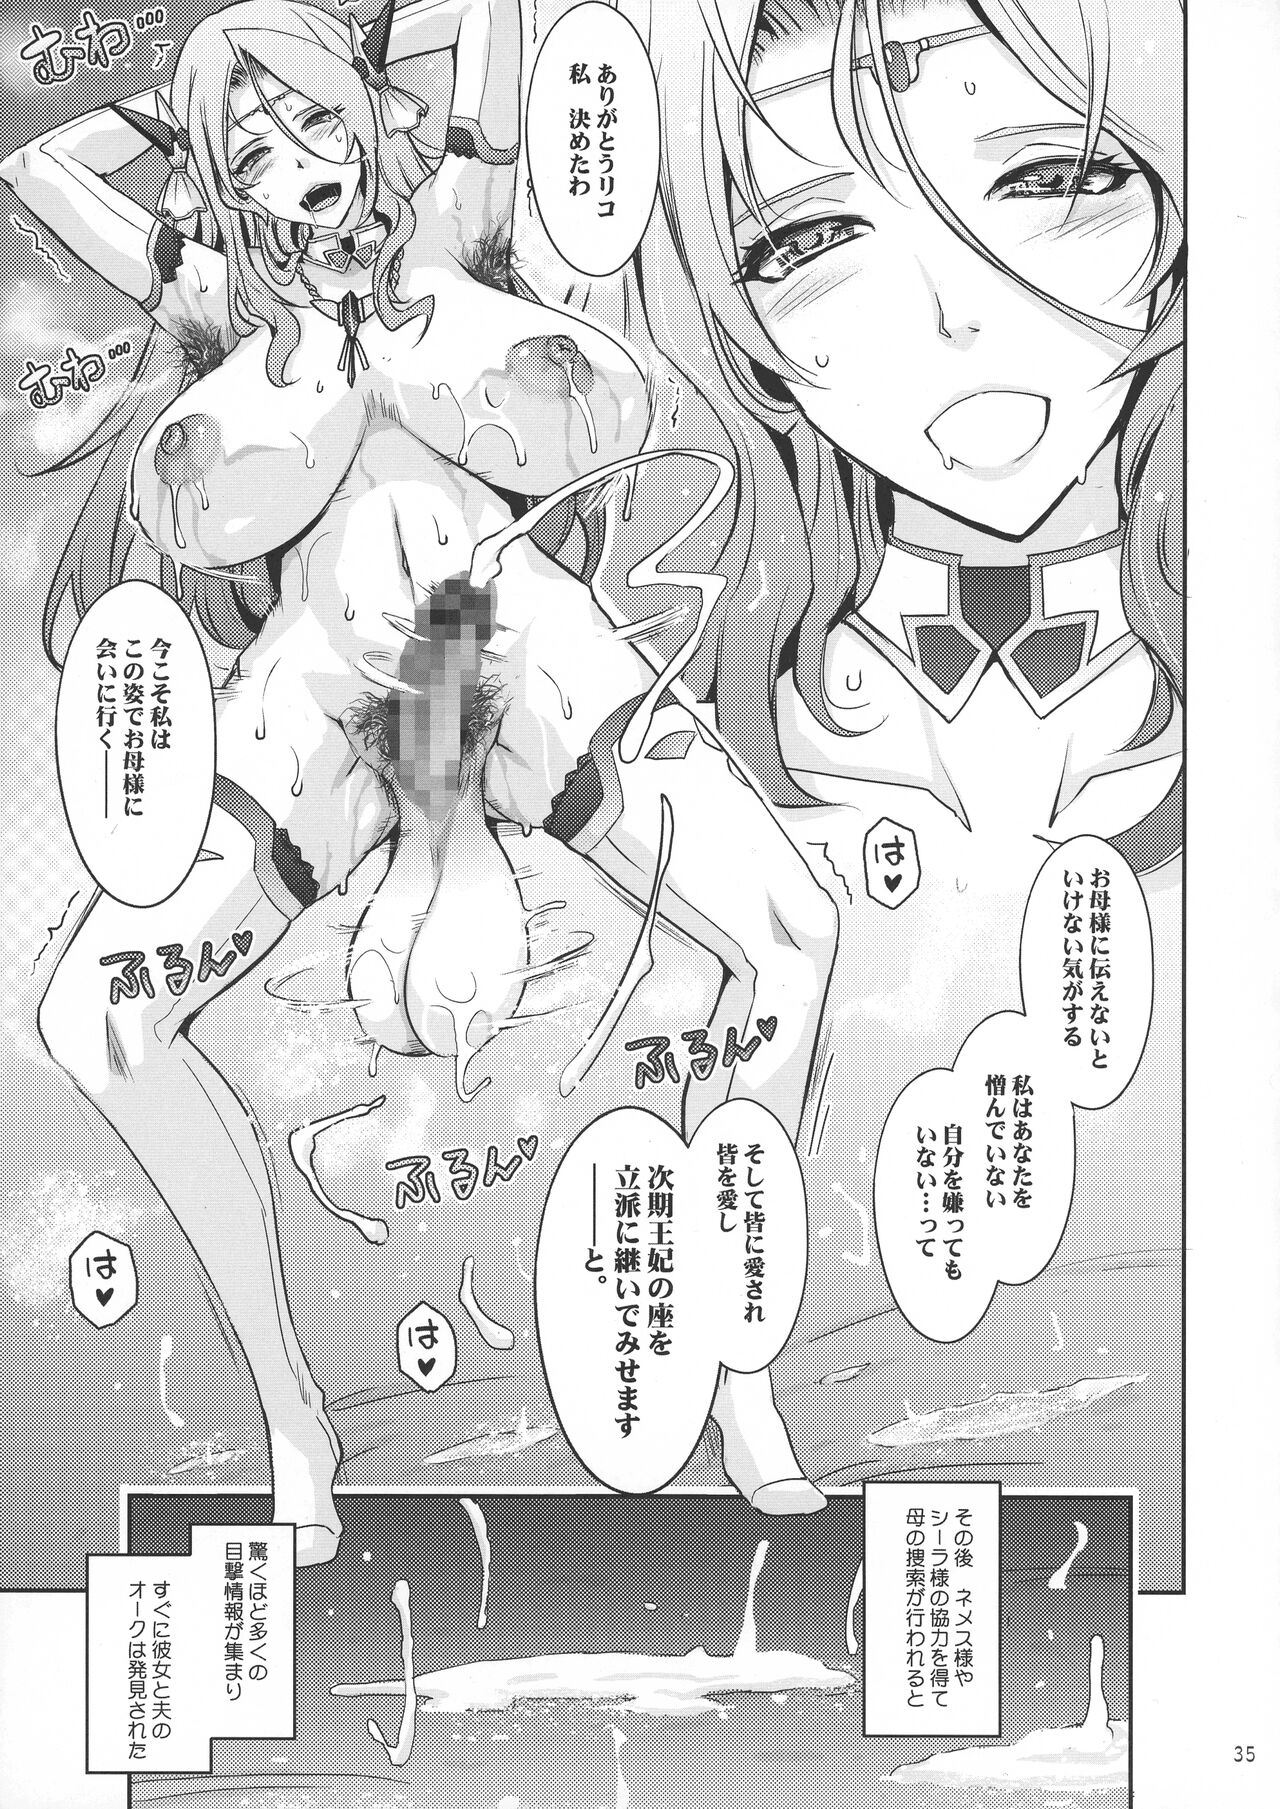 ありがとうリコ
私　決めたわ
お母様に伝えないと
いけない気がする
私はあなたを
憎んでいない
自分を嫌っても
いない…って
は♥
むわ…
むわ…
今こそ私は
この姿でお母様に
会いに行く――
ふるん♥
ふるん♥
ふるん♥
そして皆に愛され
皆を愛し
次期王妃の座を
立派に継いでみせます
――と。
は♥
は♥
その後　ネメス様や
シーラ様の協力を得て
母の捜索が行われると
驚くほど多くの
目撃情報が集まり
すぐに彼女と夫の
オークは発見された
35